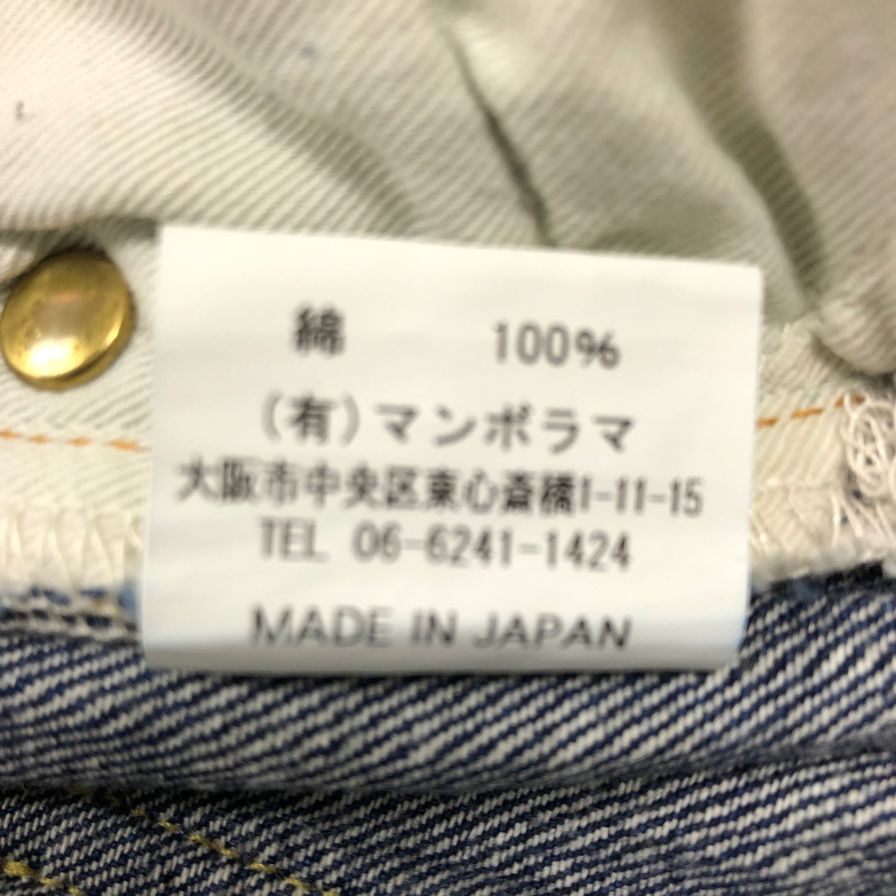 綿 100%
(有)マンボラマ
大阪市中央区東心斎橋1-11-15
TEL 06-6241-1424
MADE IN JAPAN